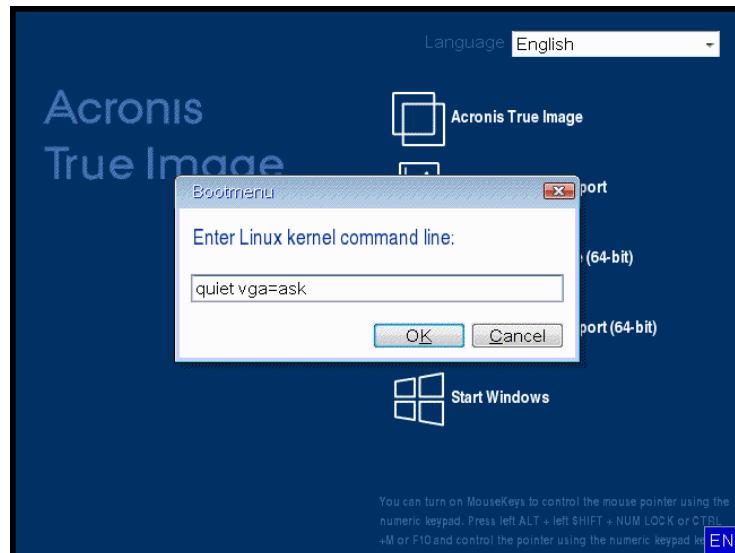 Language English
Acronis
True Image
Acronis True Image
port
Bootmenu
Enter Linux kernel command line:
(64-bit)
quiet vga=ask
OK Cancel
port (64-bit)
Start Windows
You can turn on MouseKeys to control the mouse pointer using the
numeric keypad. Press left ALT + left SHIFT + NUM LOCK or CTRL
+M or F10 and control the pointer using the numeric keypad
EN